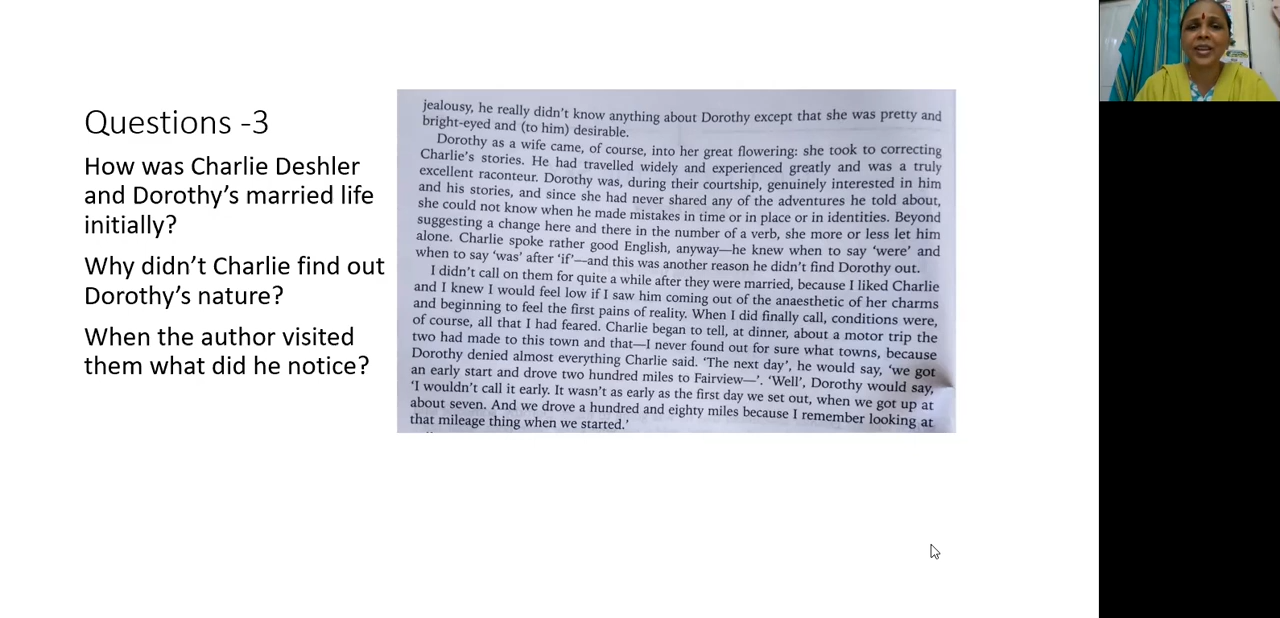 Questions -3
How was Charlie Deshler
and Dorothy's married life
initially?
Why didn't Charlie find out
Dorothy's nature?
When the author visited
them what did he notice?
jealousy, he really didn't know anything about Dorothy except that she was pretty and
bright-eyed and (to him) desirable.
Dorothy as a wife came, of course, into her great flowering: she took to correcting
Charlie's stories. He had travelled widely and experienced greatly and was a truly
excellent raconteur. Dorothy was, during their courtship, genuinely interested in him
and his stories, and since she had never shared any of the adventures he told about,
she could not know when he made mistakes in time or in place or in identities. Beyond
suggesting a change here and there in the number of a verb, she more or less let him
alone. Charlie spoke rather good English, anyway—he knew when to say 'were' and
when to say 'was' after 'if'—and this was another reason he didn't find Dorothy out.
I didn't call on them for quite a while after they were married, because I liked Charlie
and I knew I would feel low if I saw him coming out of the anaesthetic of her charms
and beginning to feel the first pains of reality. When I did finally call, conditions were,
of course, all that I had feared. Charlie began to tell, at dinner, about a motor trip the
two had made to this town and that—I never found out for sure what towns, because
Dorothy denied almost everything Charlie said. 'The next day', he would say, 'we got
an early start and drove two hundred miles to Fairview—'. 'Well', Dorothy would say,
'I wouldn't call it early. It wasn't as early as the first day we set out, when we got up at
about seven. And we drove a hundred and eighty miles because I remember looking at
that mileage thing when we started.'